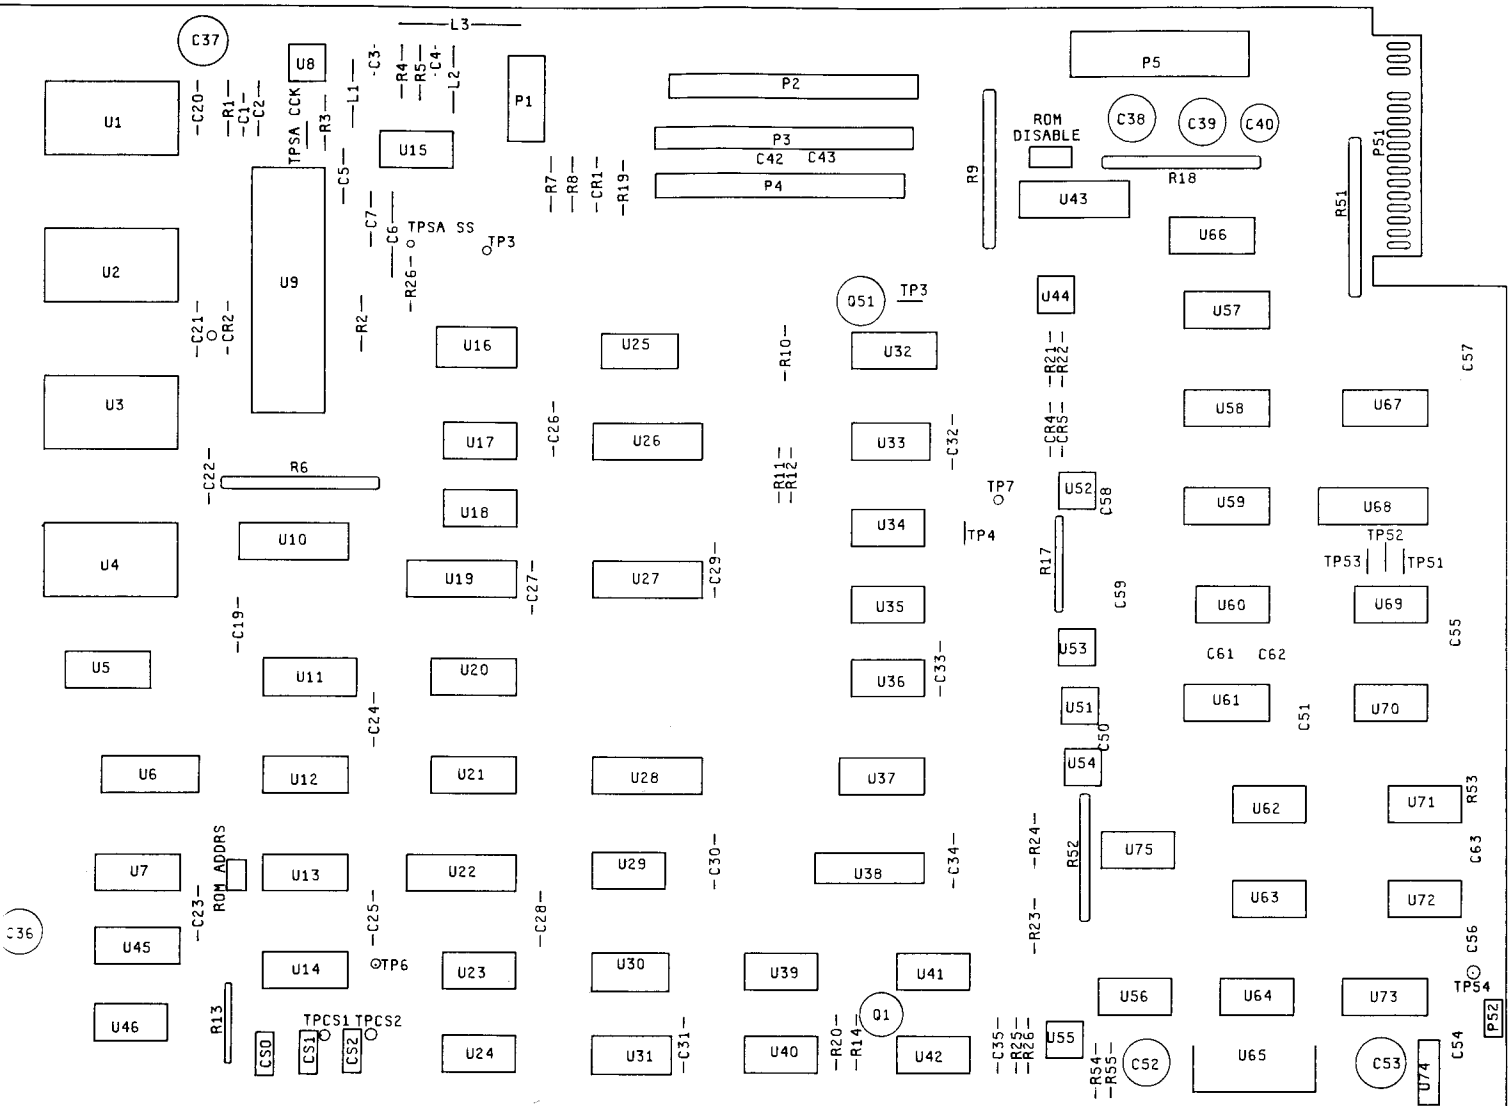 L3
C37
U8
C3
R4
R5
C4
L2
L1
P5
P2
P1
U1
C20
R1
C1
C2
TPSA CCK
R3
U15
P3
C42
C43
P4
R9
ROM
DISABLE
C38
C39
C40
P51
R18
R51
C5
R7
R8
CR1
R19
U43
C7
C6
TPSA SS
TP3
U66
U2
U9
R26
Q51
TP3
U44
U57
C21
CR2
R2
U16
U25
R10
U32
R21
R22
C57
U3
U17
C26
U26
U33
C32
CR4
CR5
U58
U67
C22
R6
R11
R12
TP7
U52
C58
U59
U68
U18
U34
TP4
TP52
U4
U10
U19
C27
U27
C29
R17
TP53
TP51
C59
C19
U35
U60
U69
C55
U5
U11
U20
U36
C33
U53
C61
C62
C24
U51
C50
U61
C51
U70
U6
U12
U21
U28
U37
U54
U62
U71
R53
ROM ADDRS
U7
U13
U22
U29
C30
U38
C34
R24
R52
U75
C63
C36
C23
U45
C25
C28
R23
U63
U72
C56
U14
TP6
U23
U30
U39
U41
TP54
U46
R13
TPCS1
TPCS2
Q1
U56
U64
U73
P52
CS0
CS1
CS2
U24
U31
C31
U40
R20
R14
U42
C35
R25
R26
U55
R54
R55
C52
U65
C53
U74
C54